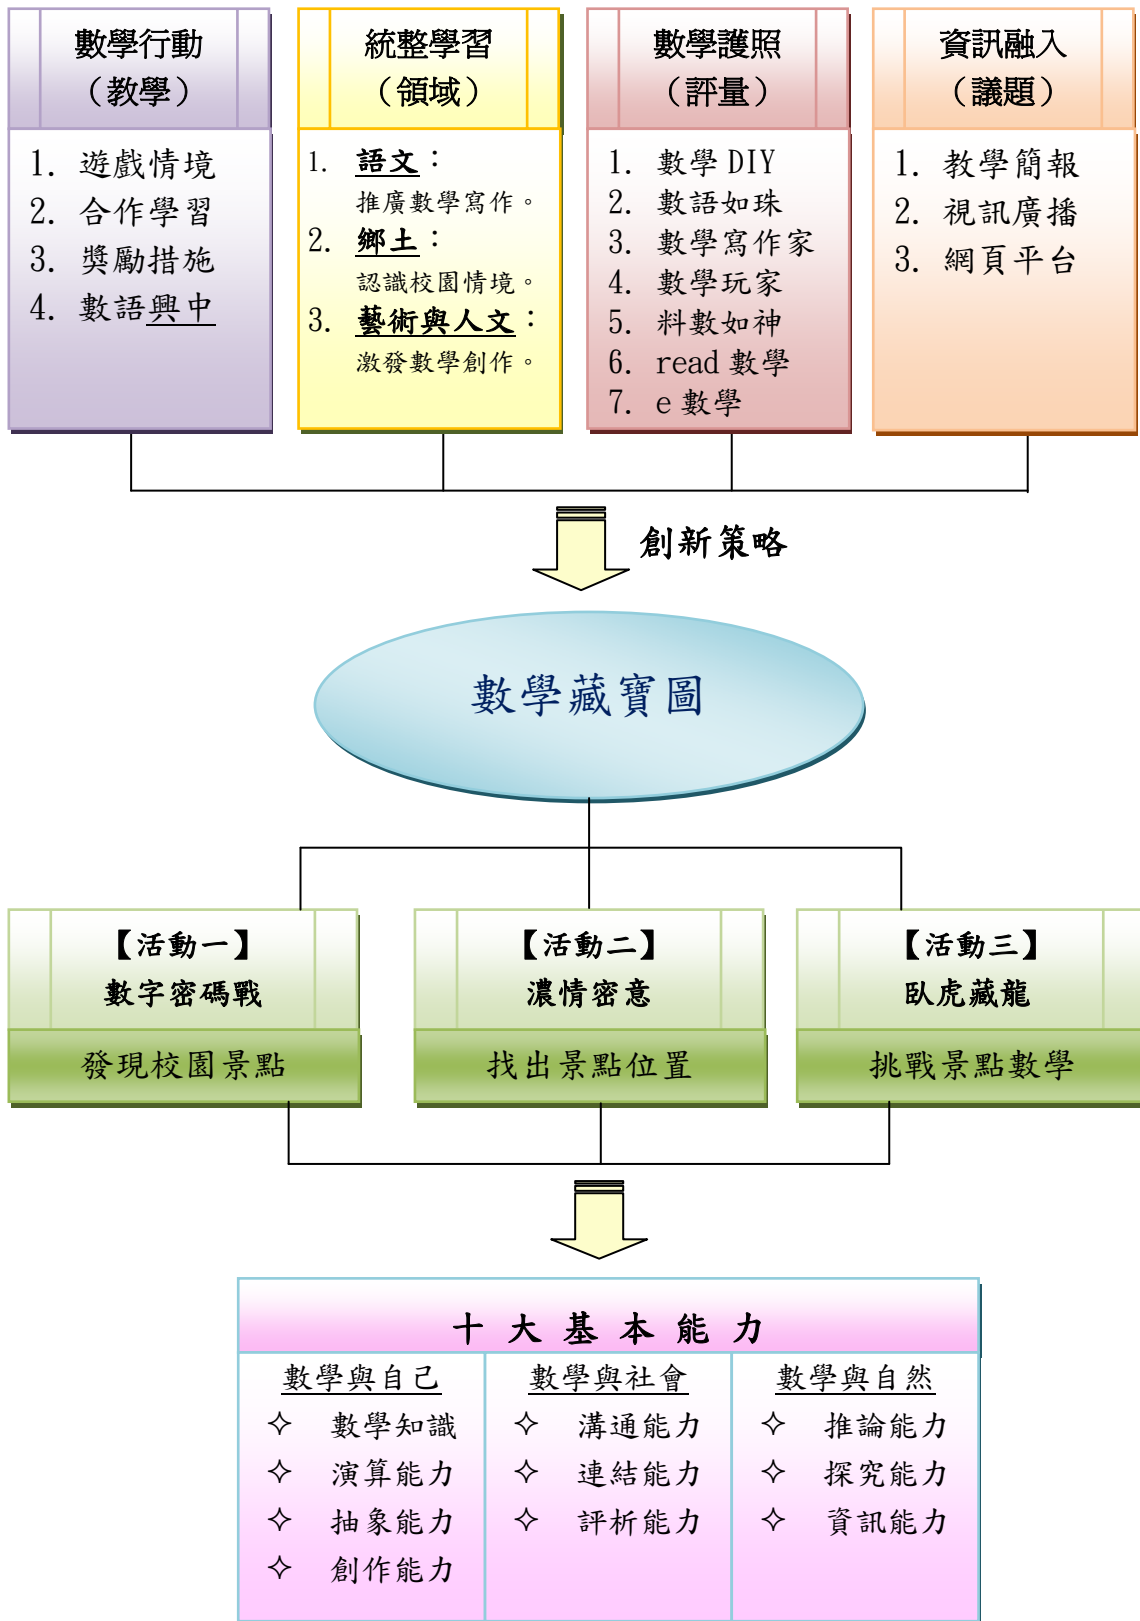 數學行動
（教學）
1. 遊戲情境
2. 合作學習
3. 獎勵措施
4. 數語興中
統整學習
（領域）
1. 語文：
推廣數學寫作。
2. 鄉土：
認識校園情境。
3. 藝術與人文：
激發數學創作。
數學護照
（評量）
1. 數學 DIY
2. 數語如珠
3. 數學寫作家
4. 數學玩家
5. 料數如神
6. read 數學
7. e 數學
資訊融入
（議題）
1. 教學簡報
2. 視訊廣播
3. 網頁平台
創新策略
數學藏寶圖
【活動一】
數字密碼戰
發現校園景點
【活動二】
濃情密意
找出景點位置
【活動三】
臥虎藏龍
挑戰景點數學
十大基本能力
數學與自己
✧ 數學知識
✧ 演算能力
✧ 抽象能力
✧ 創作能力
數學與社會
✧ 溝通能力
✧ 連結能力
✧ 評析能力
數學與自然
✧ 推論能力
✧ 探究能力
✧ 資訊能力